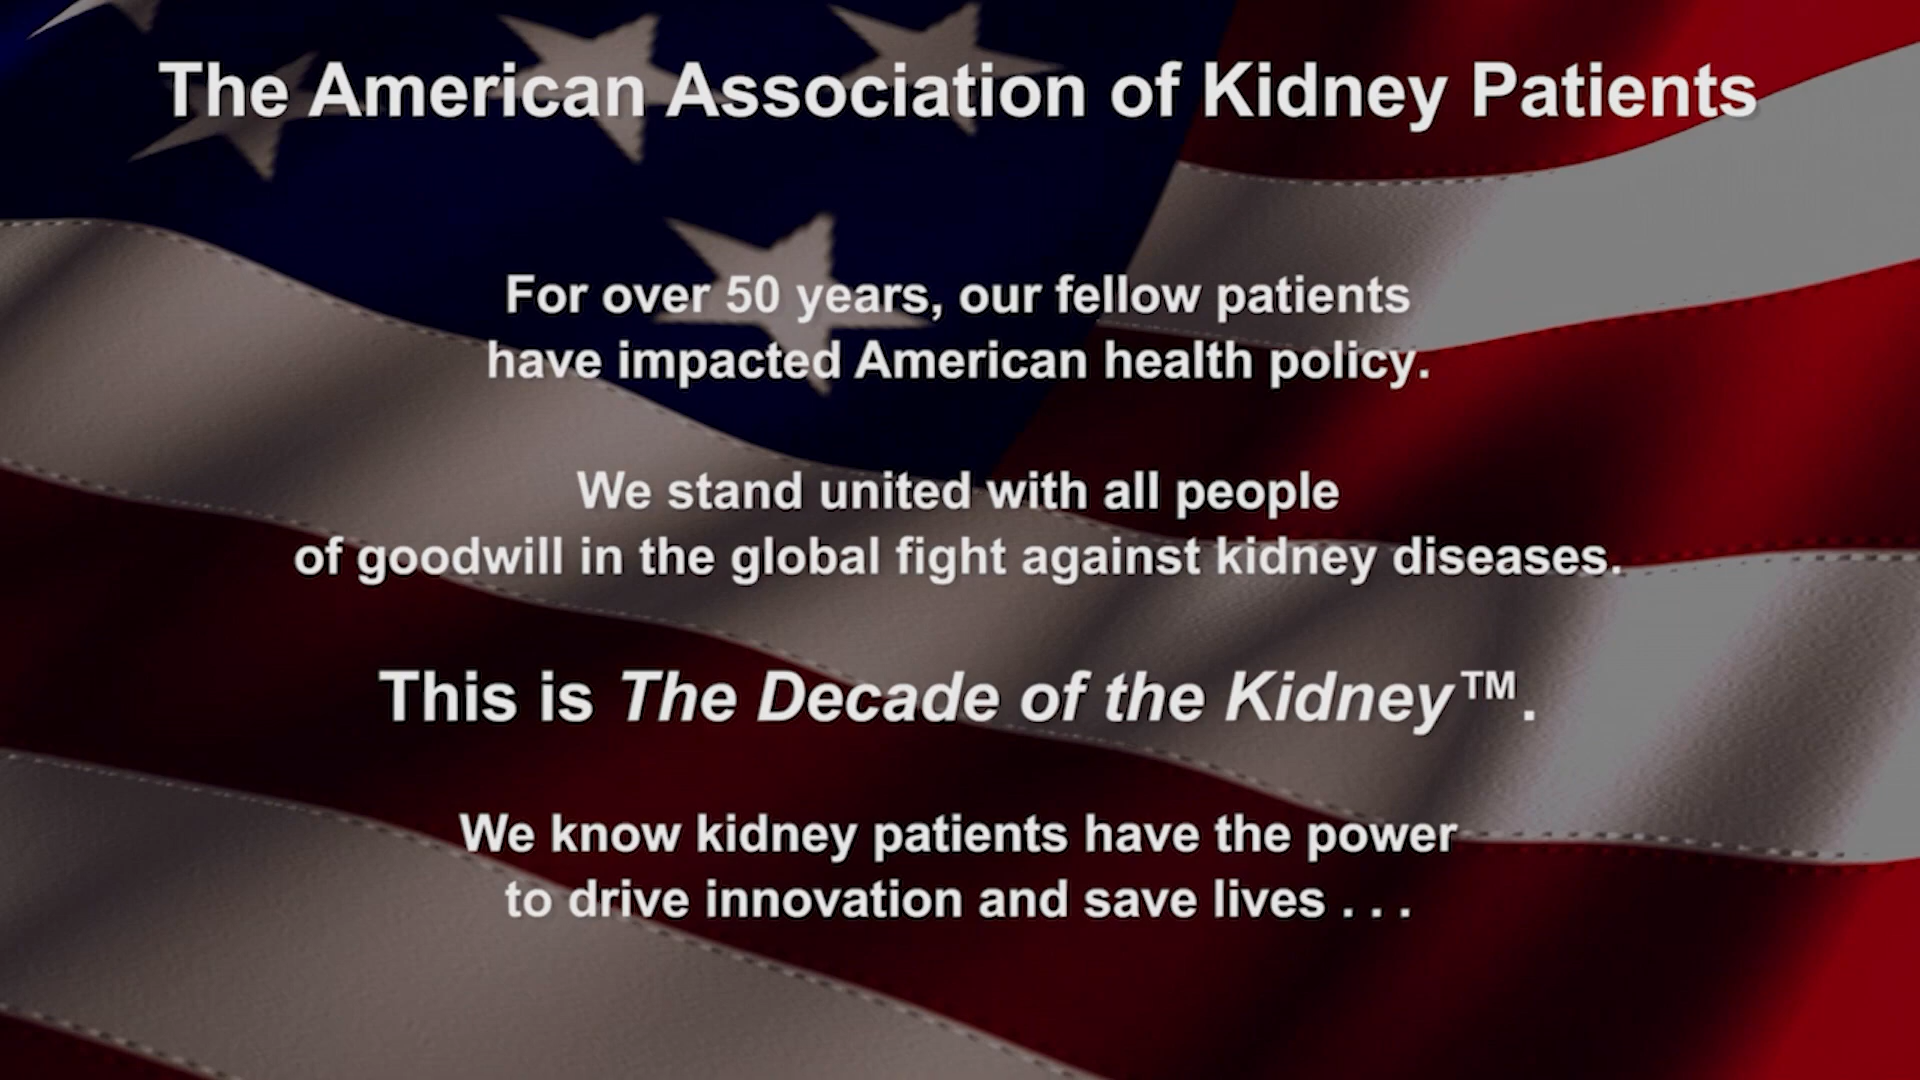 The American Association of Kidney Patients
For over 50 years, our fellow patients
have impacted American health policy.
We stand united with all people
of goodwill in the global fight against kidney diseases.
This is The Decade of the Kidney™.
We know kidney patients have the power
to drive innovation and save lives . . .